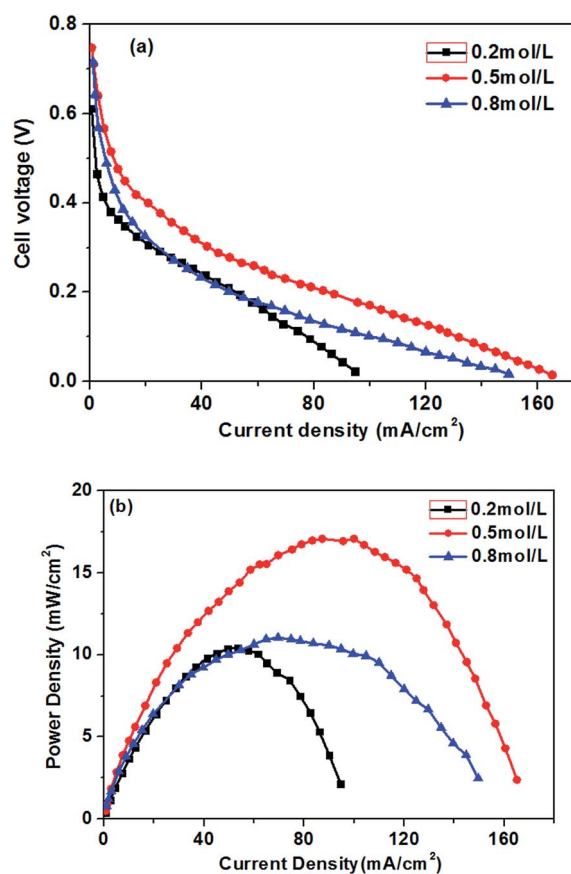 (a)
0.2mol/L
0.5mol/L
0.8mol/L
0.8
0.6
0.4
0.2
0.0
Cell voltage (V)
0 40 80 120 160
Current density (mA/cm²)
(b)
0.2mol/L
0.5mol/L
0.8mol/L
20
15
10
5
0
Power Density (mW/cm²)
0 40 80 120 160
Current Density(mA/cm²)